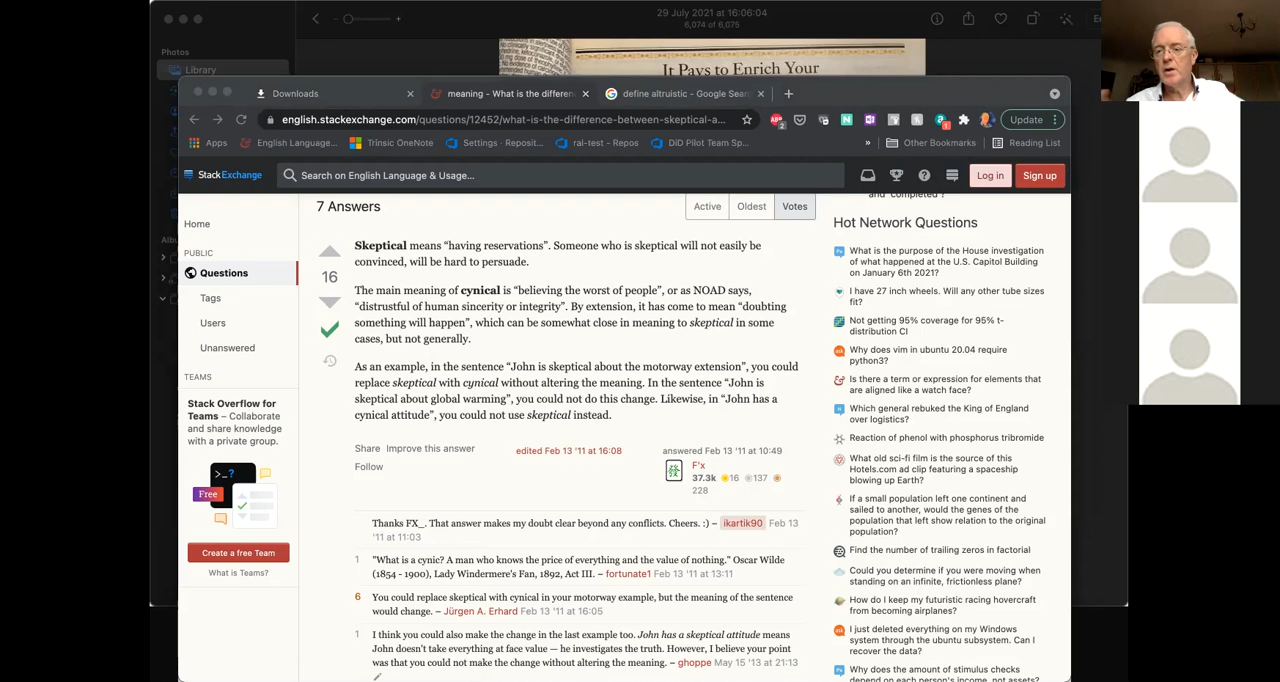 29 July 2021 at 16:06:04
6,074 of 6,075
Photos
Library
It Pays to Enrich Your
Downloads
meaning - What is the differen
define altruistic - Google Sear
english.stackexchange.com/questions/12452/what-is-the-difference-between-skeptical-a...
Update
Apps
English Language...
Trinsic OneNote
Settings · Reposit...
ral-test - Repos
DiD Pilot Team Sp...
»
Other Bookmarks
Reading List
StackExchange
Search on English Language & Usage...
Log in
Sign up
7 Answers
Active
Oldest
Votes
Home
PUBLIC
Questions
Tags
Users
Unanswered
TEAMS
Stack Overflow for
Teams – Collaborate
and share knowledge
with a private group.
>_?
Free
Create a free Team
What is Teams?
16
Skeptical means “having reservations”. Someone who is skeptical will not easily be
convinced, will be hard to persuade.
The main meaning of cynical is “believing the worst of people”, or as NOAD says,
“distrustful of human sincerity or integrity”. By extension, it has come to mean “doubting
something will happen”, which can be somewhat close in meaning to skeptical in some
cases, but not generally.
As an example, in the sentence “John is skeptical about the motorway extension”, you could
replace skeptical with cynical without altering the meaning. In the sentence “John is
skeptical about global warming”, you could not do this change. Likewise, in “John has a
cynical attitude”, you could not use skeptical instead.
Share Improve this answer
Follow
edited Feb 13 '11 at 16:08
answered Feb 13 '11 at 10:49
F'x
37.3k 16 137
228
Thanks FX_. That answer makes my doubt clear beyond any conflicts. Cheers. :) – ikartik90 Feb 13
'11 at 11:03
1 "What is a cynic? A man who knows the price of everything and the value of nothing." Oscar Wilde
(1854 - 1900), Lady Windermere's Fan, 1892, Act III. – fortunate1 Feb 13 '11 at 13:11
6 You could replace skeptical with cynical in your motorway example, but the meaning of the sentence
would change. – Jürgen A. Erhard Feb 13 '11 at 16:05
1 I think you could also make the change in the last example too. John has a skeptical attitude means
John doesn't take everything at face value — he investigates the truth. However, I believe your point
was that you could not make the change without altering the meaning. – ghoppe May 15 '13 at 21:13
and "completed"?
Hot Network Questions
What is the purpose of the House investigation
of what happened at the U.S. Capitol Building
on January 6th 2021?
I have 27 inch wheels. Will any other tube sizes
fit?
Not getting 95% coverage for 95% t-
distribution CI
Why does vim in ubuntu 20.04 require
python3?
Is there a term or expression for elements that
are aligned like a watch face?
Which general rebuked the King of England
over logistics?
Reaction of phenol with phosphorus tribromide
What old sci-fi film is the source of this
Hotels.com ad clip featuring a spaceship
blowing up Earth?
If a small population left one continent and
sailed to another, would the genes of the
population that left show relation to the original
population?
Find the number of trailing zeros in factorial
Could you determine if you were moving when
standing on an infinite, frictionless plane?
How do I keep my futuristic racing hovercraft
from becoming airplanes?
I just deleted everything on my Windows
system through the ubuntu subsystem. Can I
recover the data?
Why does the amount of stimulus checks
depend on each person's income, not assets?